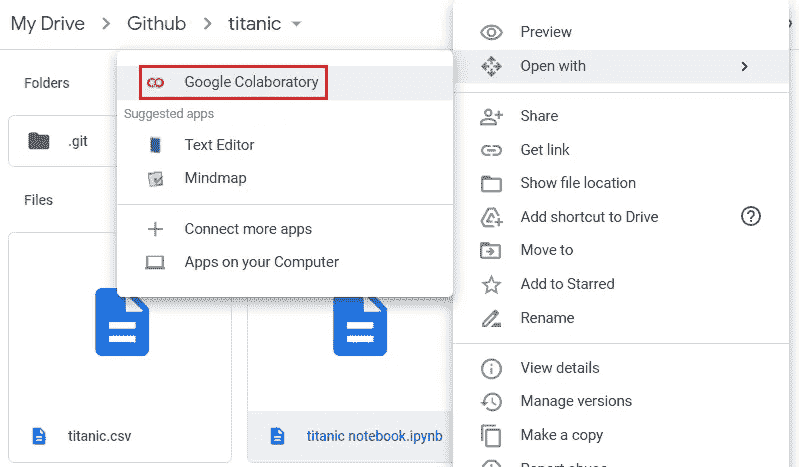 My Drive > Github > titanic
Folders
.git
Files
titanic.csv
titanic notebook.ipynb
Google Colaboratory
Suggested apps
Text Editor
Mindmap
Connect more apps
Apps on your Computer
Preview
Open with
Share
Get link
Show file location
Add shortcut to Drive
Move to
Add to Starred
Rename
View details
Manage versions
Make a copy
Report abuse